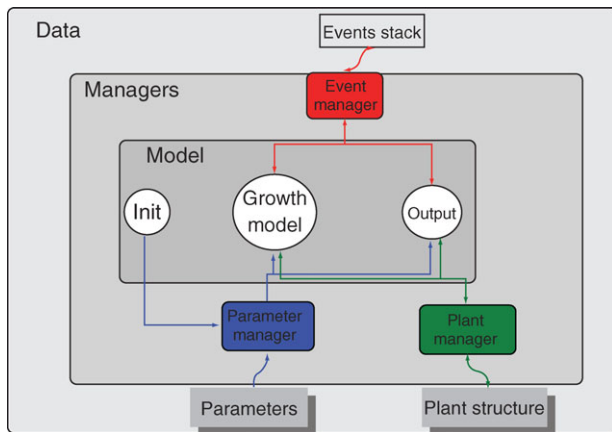 Data
Events stack
Managers
Event
manager
Model
Init
Growth
model
Output
Parameter
manager
Plant
manager
Parameters
Plant structure